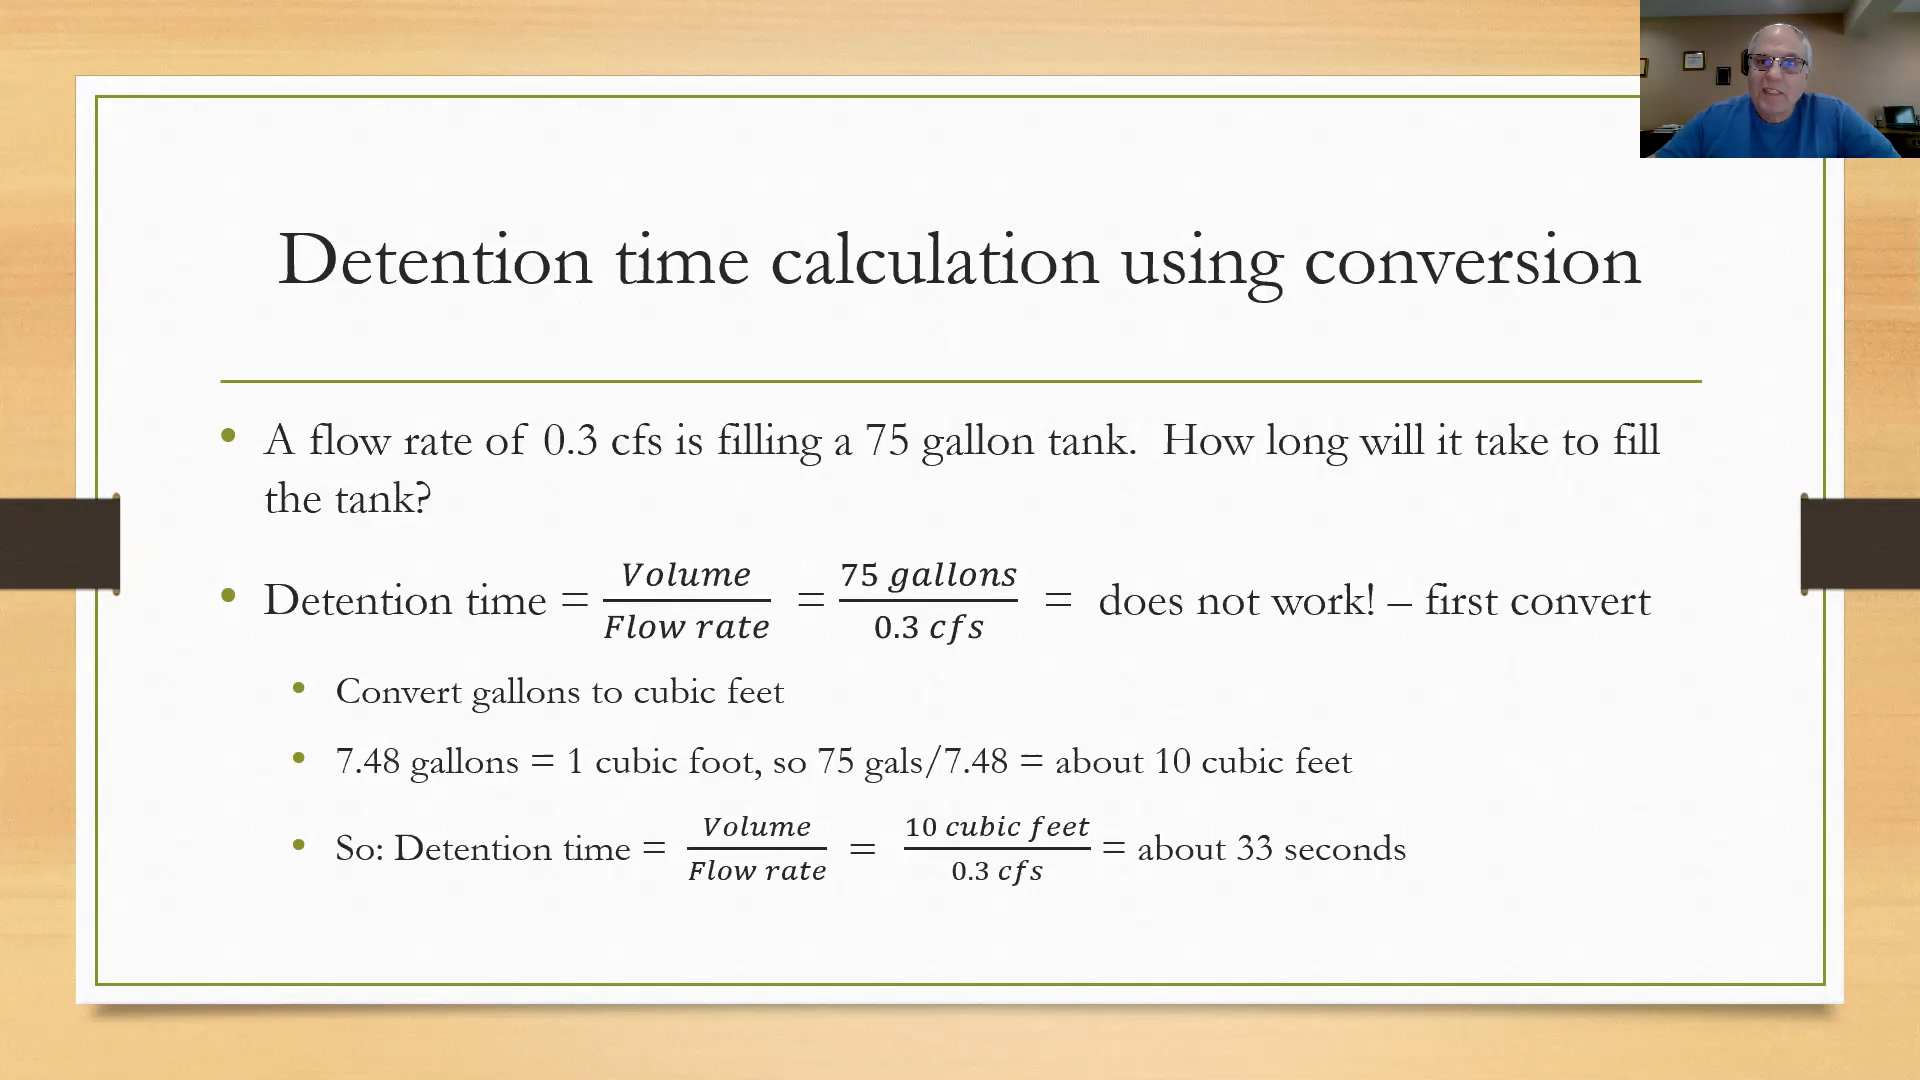 Detention time calculation using conversion
• A flow rate of 0.3 cfs is filling a 75 gallon tank. How long will it take to fill
the tank?
• Detention time = Volume/Flow rate = 75 gallons/0.3 cfs = does not work! – first convert
• Convert gallons to cubic feet
• 7.48 gallons = 1 cubic foot, so 75 gals/7.48 = about 10 cubic feet
• So: Detention time = Volume/Flow rate = 10 cubic feet/0.3 cfs = about 33 seconds